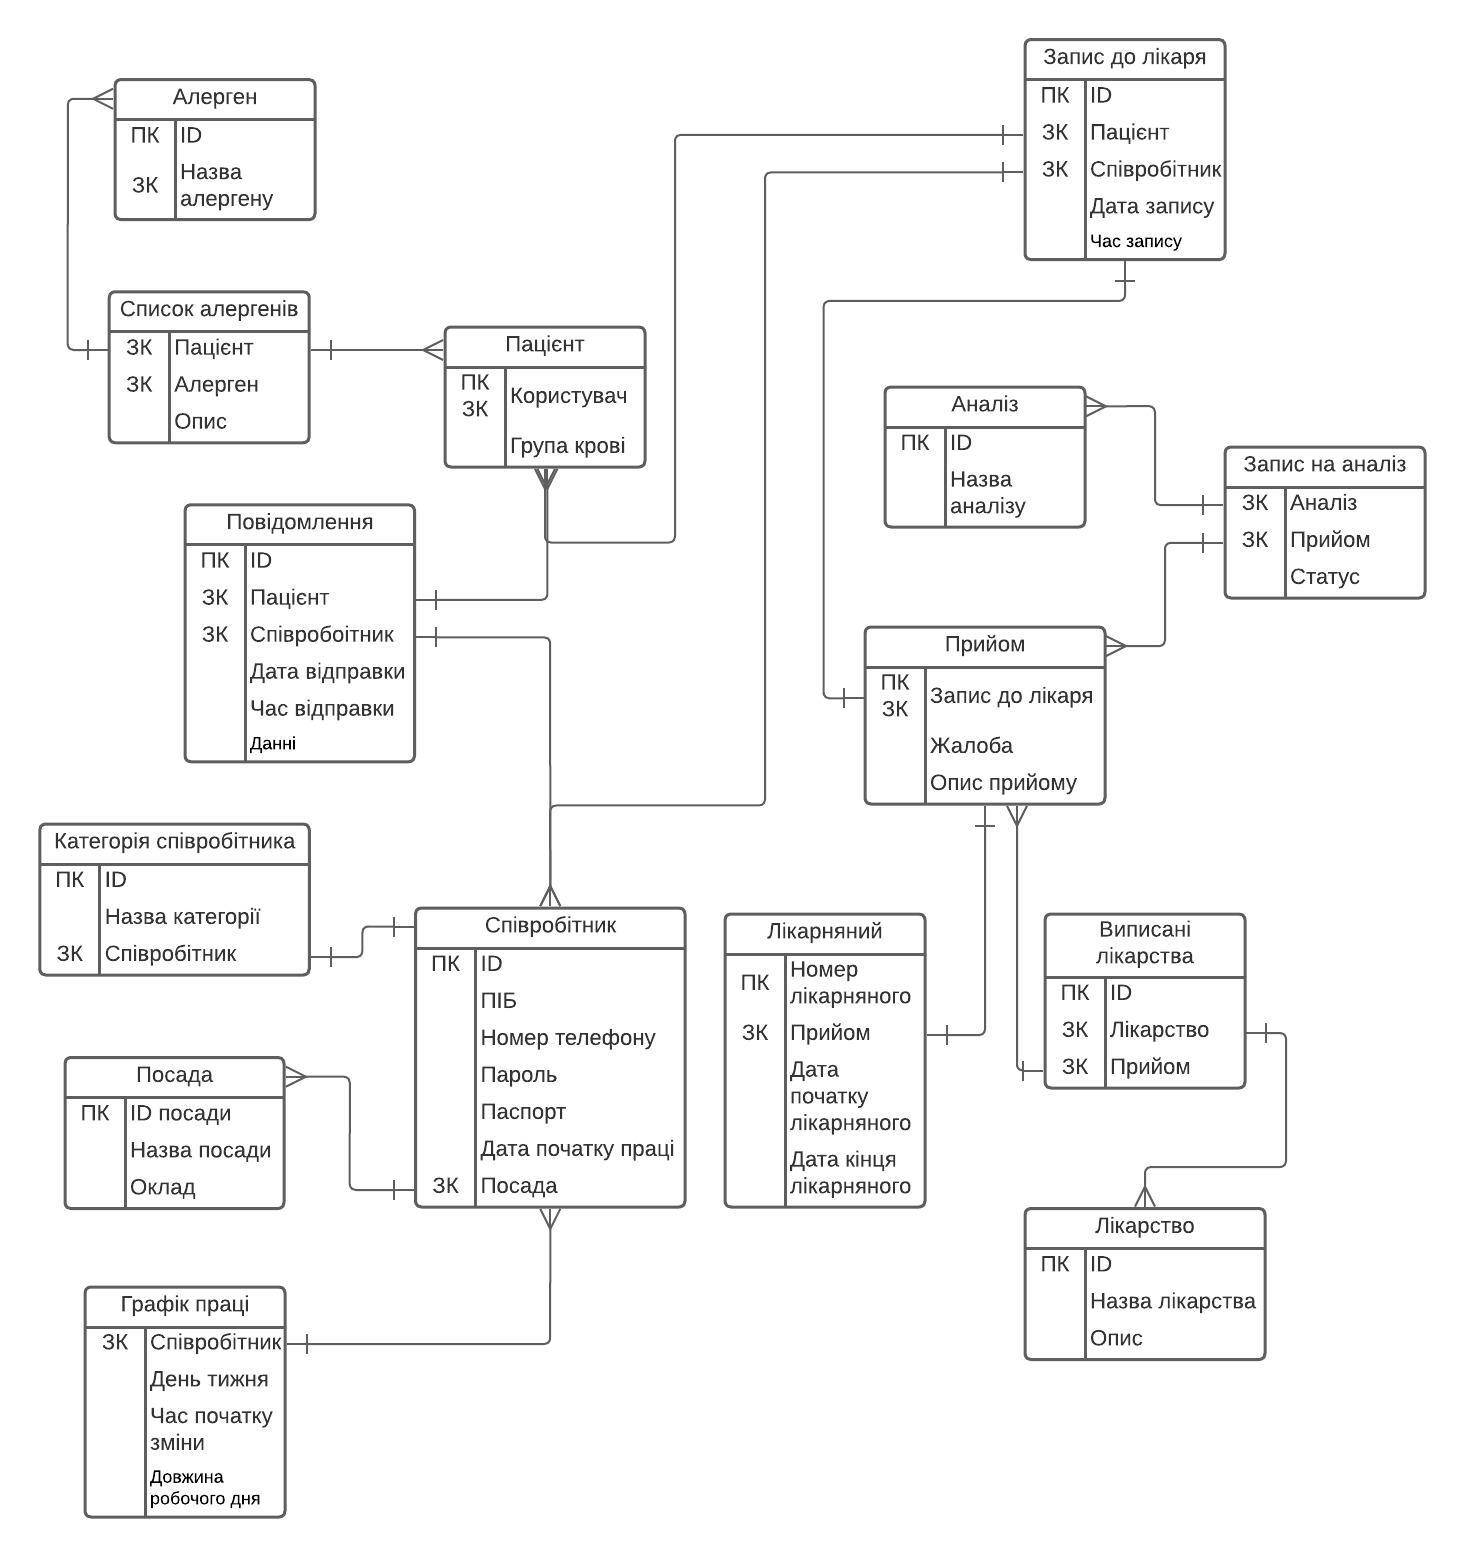 Алерген
ПК ID
ЗК Назва
алергену
Список алергенів
ЗК Пацієнт
ЗК Алерген
Опис
Пацієнт
ПК
ЗК
Користувач
Група крові
Повідомлення
ПК ID
ЗК Пацієнт
ЗК Співробоітник
Дата відправки
Час відправки
Данні
Категорія співробітника
ПК ID
Назва категорії
ЗК Співробітник
Посада
ПК ID посади
Назва посади
Оклад
Графік праці
ЗК Співробітник
День тижня
Час початку
зміни
Довжина
робочого дня
Співробітник
ПК ID
ПІБ
Номер телефону
Пароль
Паспорт
Дата початку праці
ЗК Посада
Запис до лікаря
ПК ID
ЗК Пацієнт
ЗК Співробітник
Дата запису
Час запису
Аналіз
ПК ID
Назва
аналізу
Запис на аналіз
ЗК Аналіз
ЗК Прийом
Статус
Прийом
ПК
ЗК
Запис до лікаря
Жалоба
Опис прийому
Лікарняний
ПК Номер
лікарняного
ЗК Прийом
Дата
початку
лікарняного
Дата кінця
лікарняного
Виписані
лікарства
ПК ID
ЗК Лікарство
ЗК Прийом
Лікарство
ПК ID
Назва лікарства
Опис